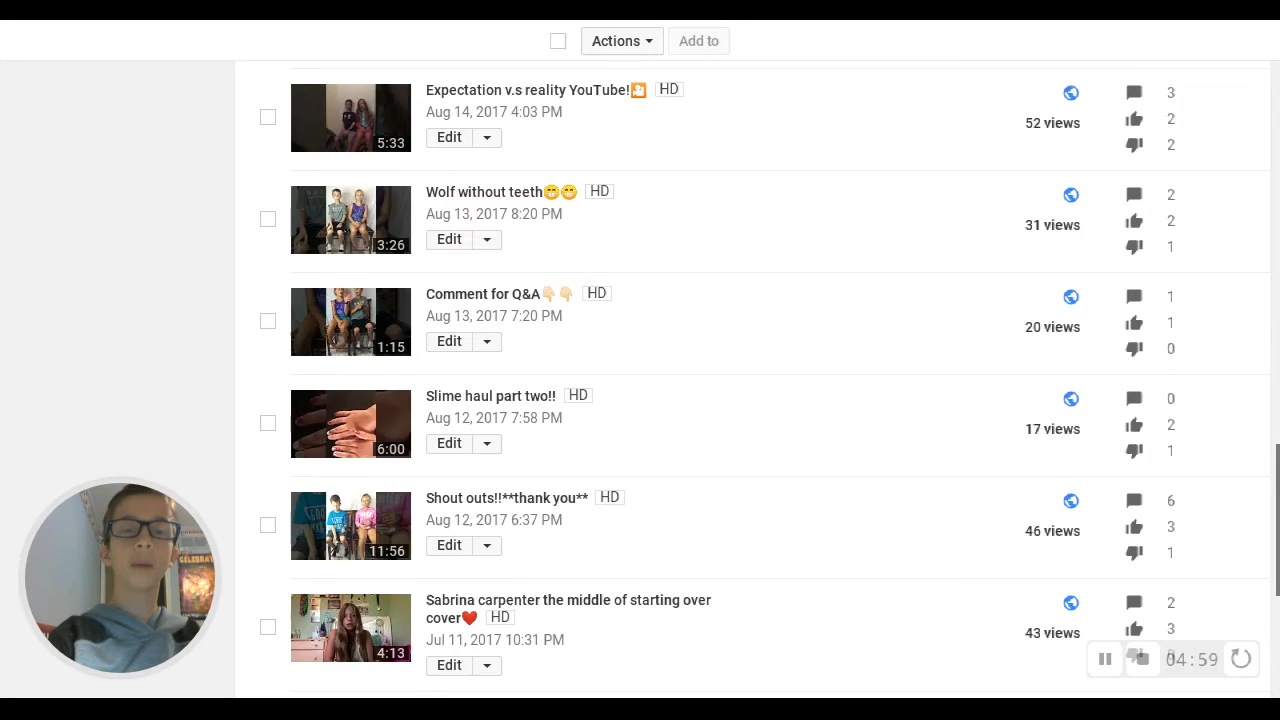 Actions Add to
Expectation v.s reality YouTube!🎦 HD
Aug 14, 2017 4:03 PM
Edit
5:33
52 views
3
2
2
Wolf without teeth😁😁 HD
Aug 13, 2017 8:20 PM
Edit
3:26
31 views
2
2
1
Comment for Q&A👇🏻👇🏻 HD
Aug 13, 2017 7:20 PM
Edit
1:15
20 views
1
1
0
Slime haul part two!! HD
Aug 12, 2017 7:58 PM
Edit
6:00
17 views
0
2
1
Shout outs!!**thank you** HD
Aug 12, 2017 6:37 PM
Edit
11:56
46 views
6
3
1
Sabrina carpenter the middle of starting over
cover❤️ HD
Jul 11, 2017 10:31 PM
Edit
4:13
43 views
2
3
04:59
CELEBRAT